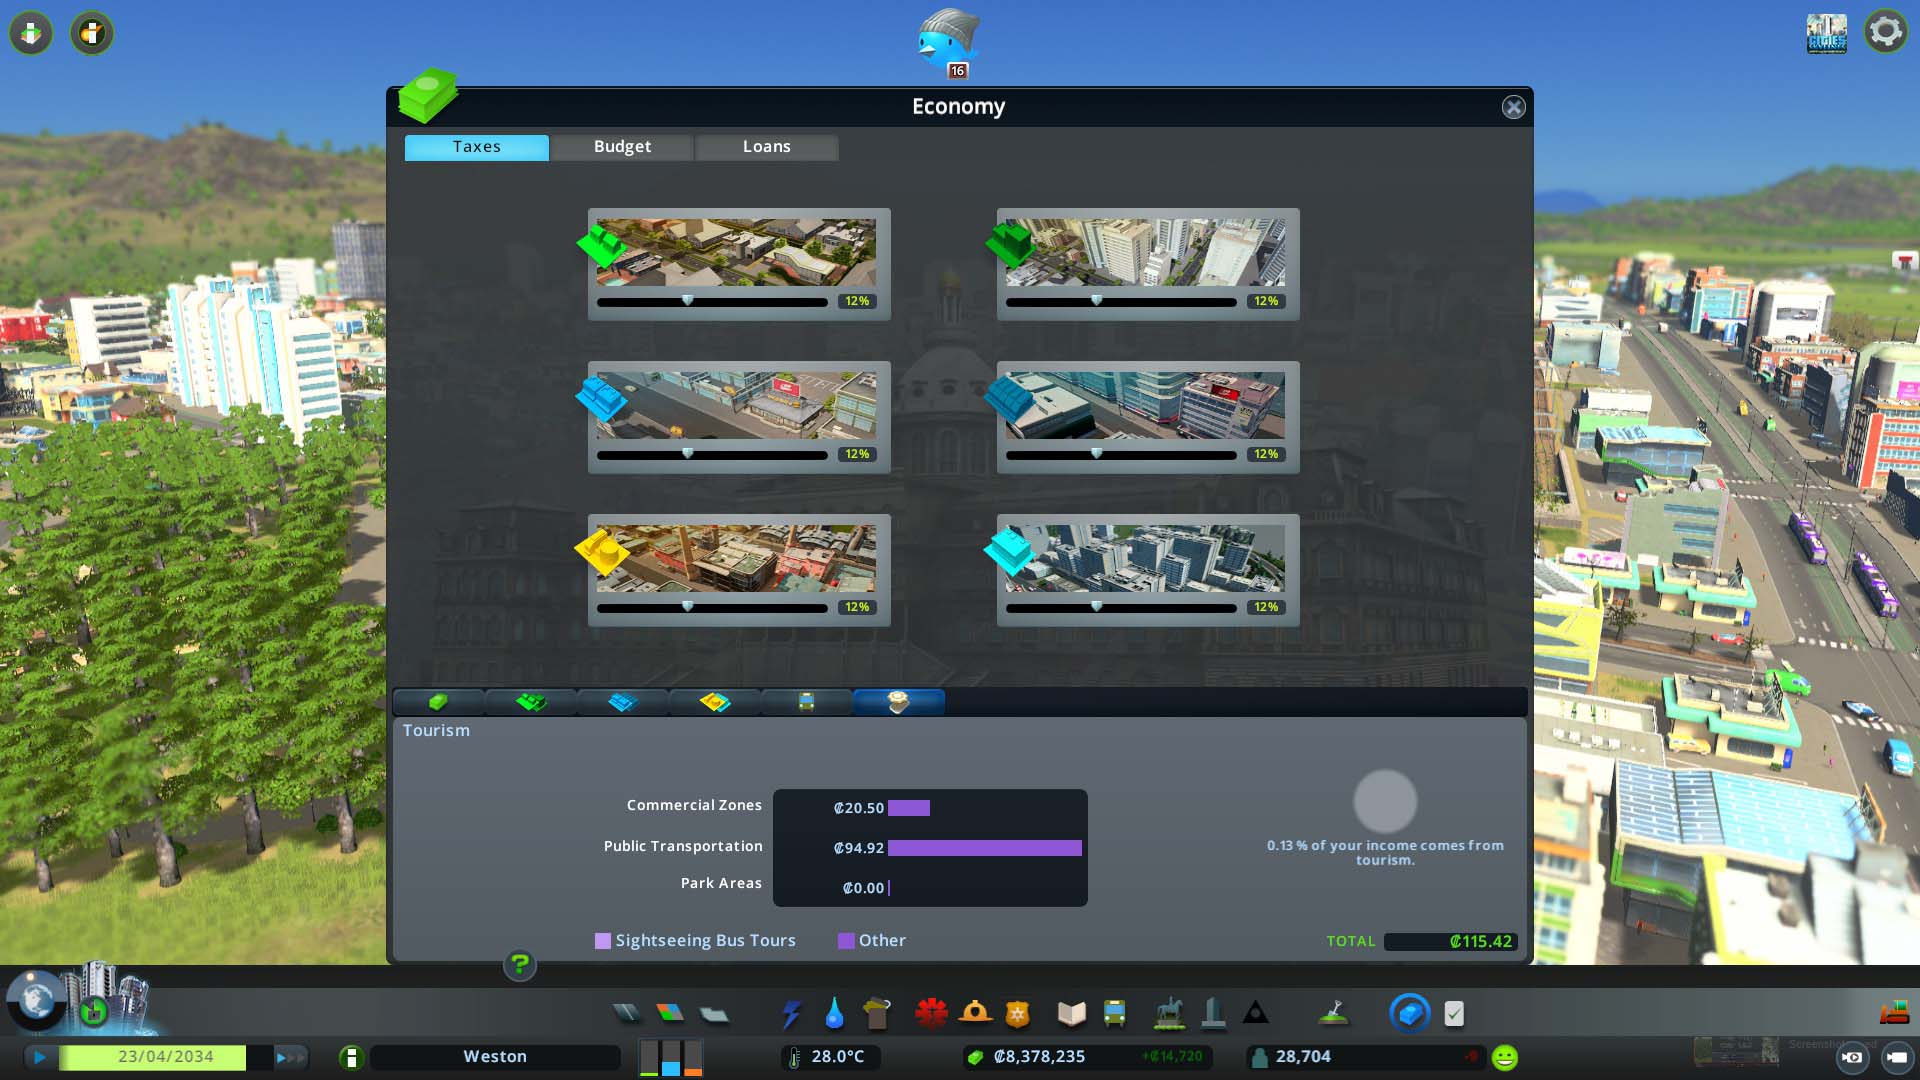 16
CITIES
Economy
Taxes Budget Loans
12% 12%
12% 12%
12% 12%
Tourism
Commercial Zones ₡20.50
Public Transportation ₡94.92
Park Areas ₡0.00
0.13 % of your income comes from
tourism.
Sightseeing Bus Tours Other
TOTAL ₡115.42
?
23/04/2034 Weston 28.0°C ₡8,378,235 +₡14,720 28,704 -9